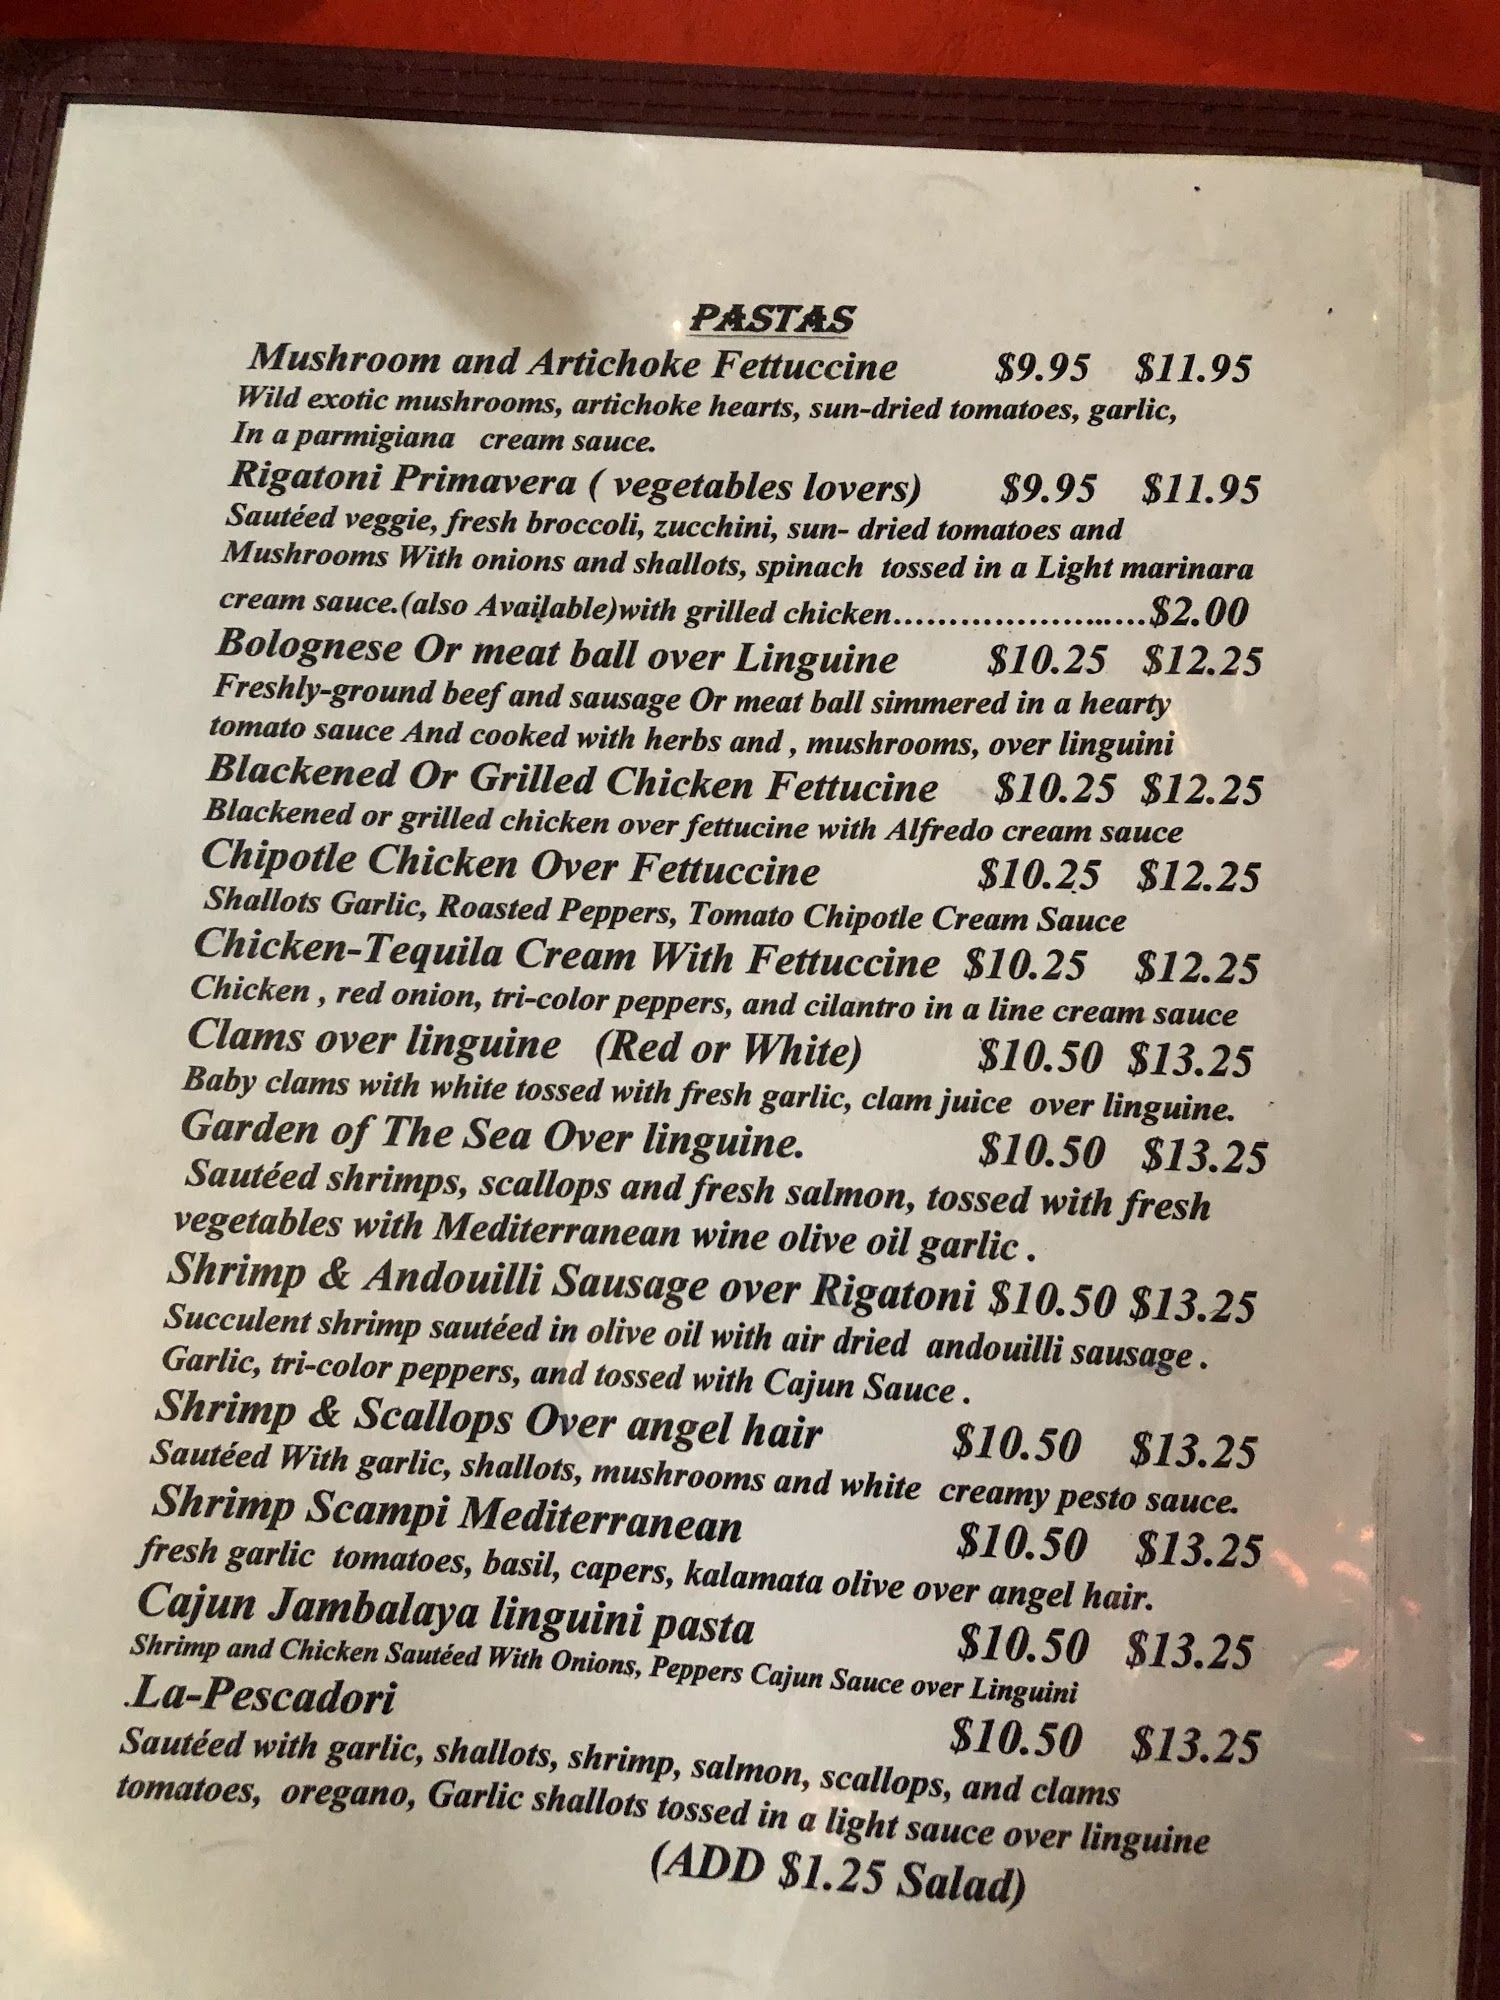 PASTAS
Mushroom and Artichoke Fettuccine $9.95 $11.95
Wild exotic mushrooms, artichoke hearts, sun-dried tomatoes, garlic,
In a parmigiana cream sauce.
Rigatoni Primavera ( vegetables lovers) $9.95 $11.95
Sautéed veggie, fresh broccoli, zucchini, sun- dried tomatoes and
Mushrooms With onions and shallots, spinach tossed in a Light marinara
cream sauce.(also Available)with grilled chicken.........................$2.00
Bolognese Or meat ball over Linguine $10.25 $12.25
Freshly-ground beef and sausage Or meat ball simmered in a hearty
tomato sauce And cooked with herbs and , mushrooms, over linguini
Blackened Or Grilled Chicken Fettucine $10.25 $12.25
Blackened or grilled chicken over fettucine with Alfredo cream sauce
Chipotle Chicken Over Fettuccine $10.25 $12.25
Shallots Garlic, Roasted Peppers, Tomato Chipotle Cream Sauce
Chicken-Tequila Cream With Fettuccine $10.25 $12.25
Chicken , red onion, tri-color peppers, and cilantro in a line cream sauce
Clams over linguine (Red or White) $10.50 $13.25
Baby clams with white tossed with fresh garlic, clam juice over linguine.
Garden of The Sea Over linguine. $10.50 $13.25
Sautéed shrimps, scallops and fresh salmon, tossed with fresh
vegetables with Mediterranean wine olive oil garlic .
Shrimp & Andouilli Sausage over Rigatoni $10.50 $13.25
Succulent shrimp sautéed in olive oil with air dried andouilli sausage .
Garlic, tri-color peppers, and tossed with Cajun Sauce .
Shrimp & Scallops Over angel hair $10.50 $13.25
Sautéed With garlic, shallots, mushrooms and white creamy pesto sauce.
Shrimp Scampi Mediterranean $10.50 $13.25
fresh garlic tomatoes, basil, capers, kalamata olive over angel hair.
Cajun Jambalaya linguini pasta $10.50 $13.25
Shrimp and Chicken Sautéed With Onions, Peppers Cajun Sauce over Linguini
.La-Pescadori $10.50 $13.25
Sautéed with garlic, shallots, shrimp, salmon, scallops, and clams
tomatoes, oregano, Garlic shallots tossed in a light sauce over linguine
(ADD $1.25 Salad)